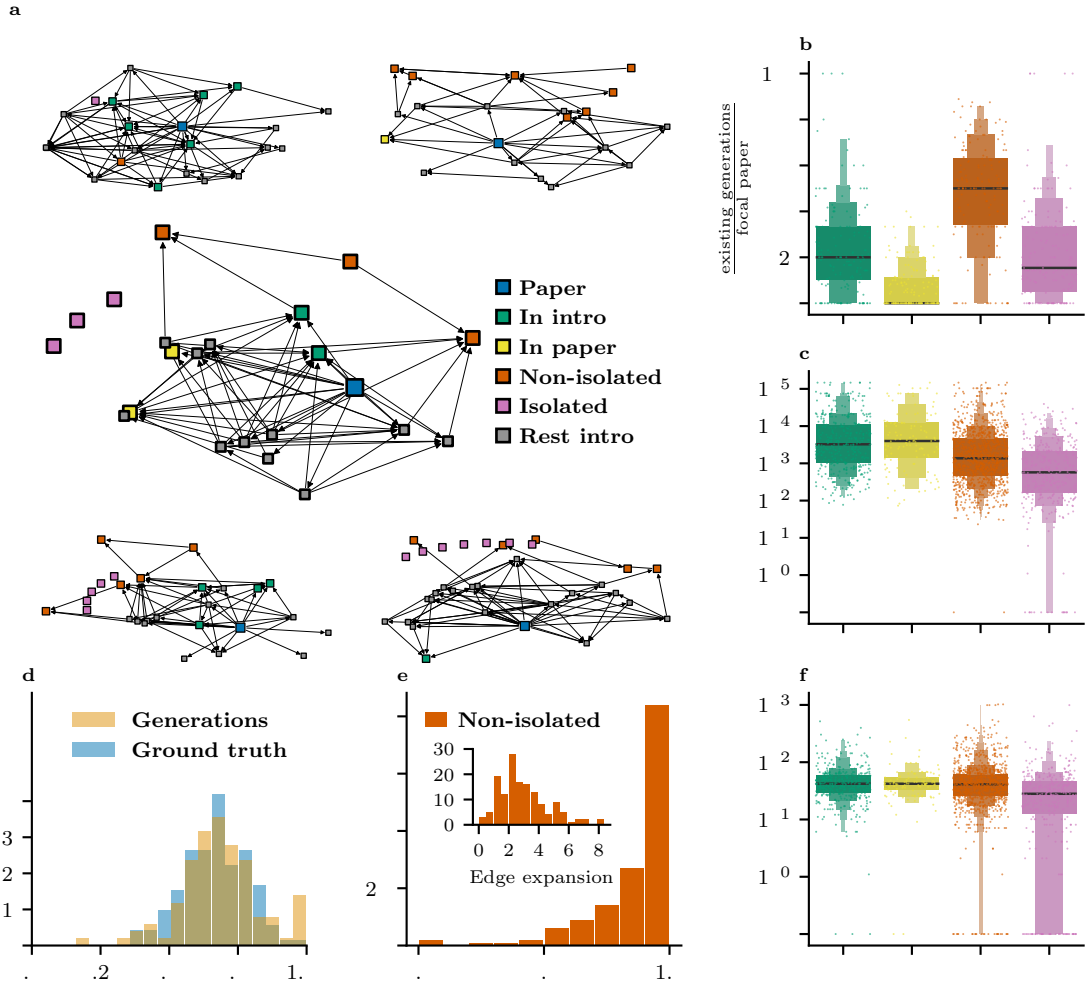 a
Paper
In intro
In paper
Non-isolated
Isolated
Rest intro
b
existing generations
focal paper
1
2
c
1 5
1 4
1 3
1 2
1 1
1 0
d
Generations
Ground truth
3
2
1
. .2 . . 1.
e
Non-isolated
30
20
10
0
0 2 4 6 8
Edge expansion
2
. . 1.
f
1 3
1 2
1 1
1 0